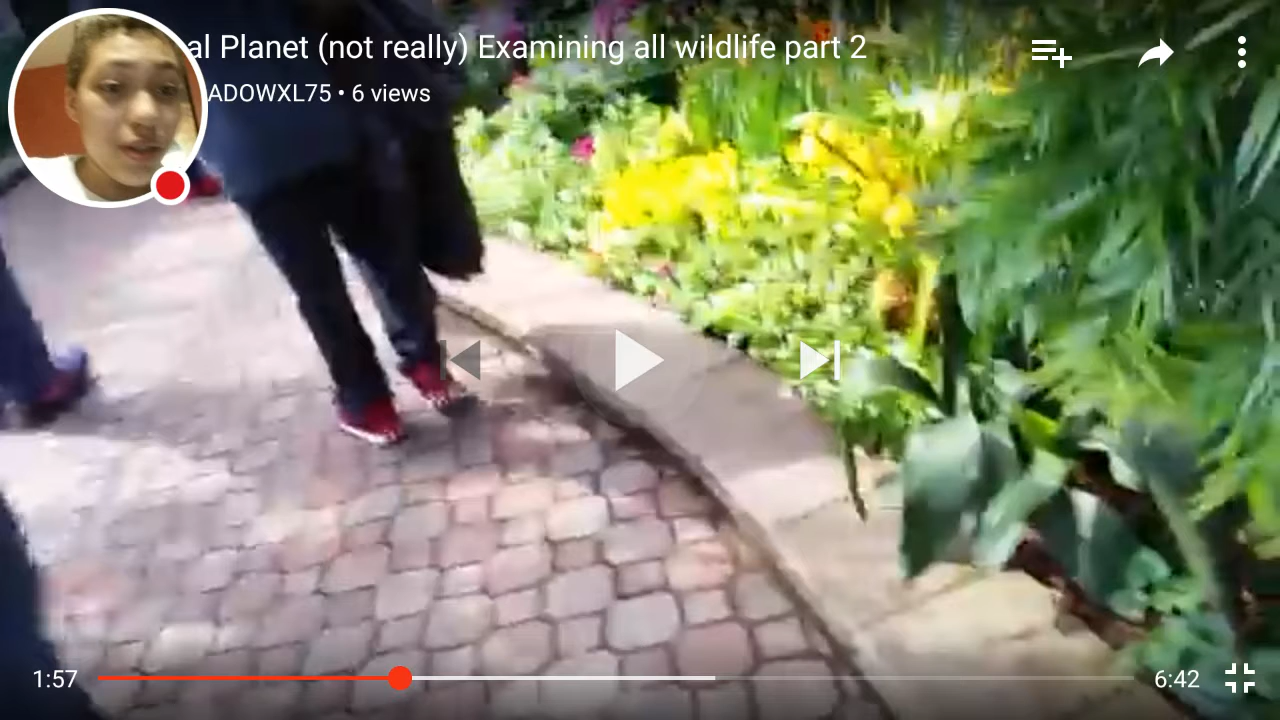 al Planet (not really) Examining all wildlife part 2
ADOWXL75 • 6 views
1:57
6:42